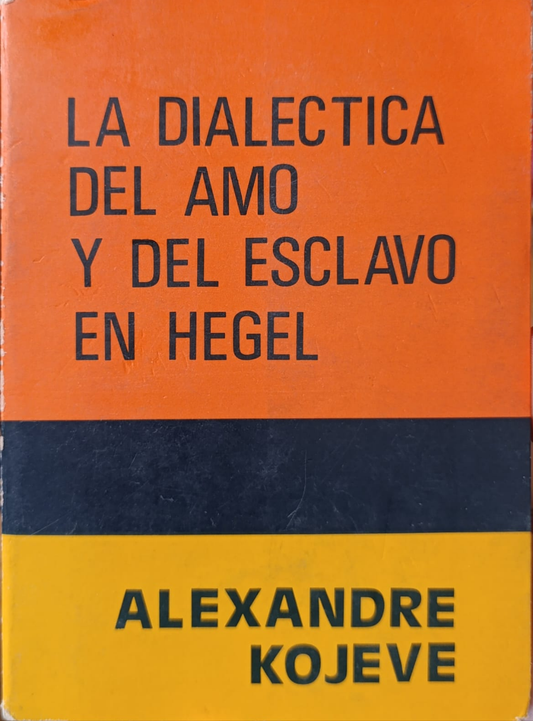 LA DIALECTICA
DEL AMO
Y DEL ESCLAVO
EN HEGEL
ALEXANDRE
KOJEVE